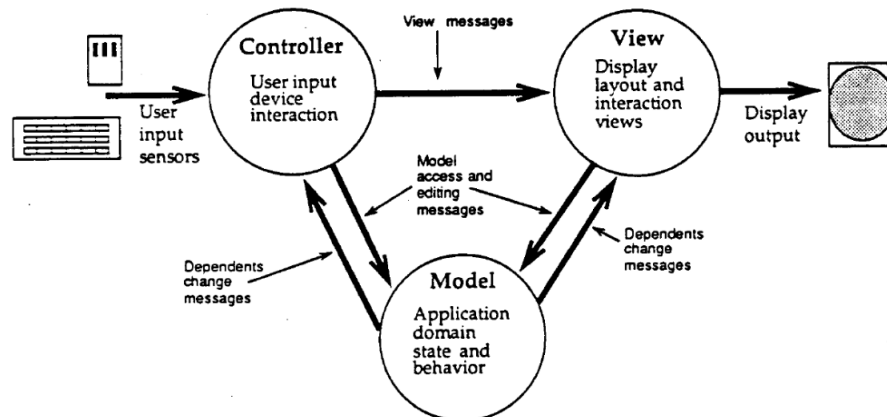 View messages
Controller
User input
device
interaction
View
Display
layout and
interaction
views
User
input
sensors
Display
output
Model
access and
editing
messages
Dependents
change
messages
Dependents
change
messages
Model
Application
domain
state and
behavior